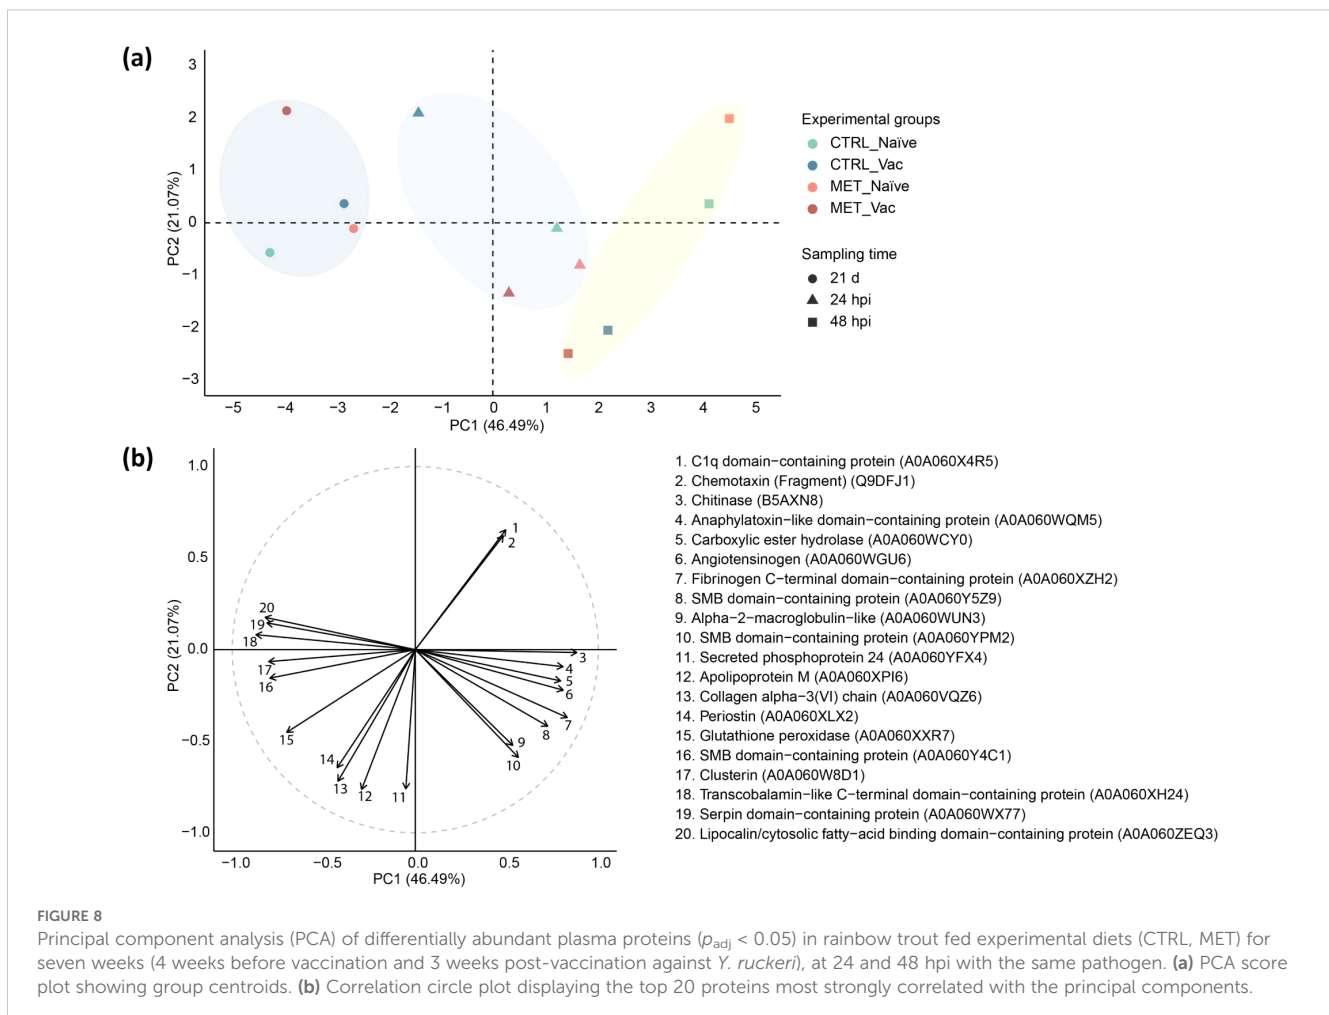 (a)
3
2
1
0
−1
−2
−3
PC2 (21.07%)
−5
−4
−3
−2
−1
0
1
2
3
4
5
PC1 (46.49%)
Experimental groups
CTRL_Naïve
CTRL_Vac
MET_Naïve
MET_Vac
Sampling time
21 d
24 hpi
48 hpi
(b)
1.0
0.5
0.0
−0.5
−1.0
PC2 (21.07%)
1
2
20
19
18
17
16
15
14
13
12
11
3
4
5
6
7
8
9
10
−1.0
−0.5
0.0
0.5
1.0
PC1 (46.49%)
1. C1q domain−containing protein (A0A060X4R5)
2. Chemotaxin (Fragment) (Q9DFJ1)
3. Chitinase (B5AXN8)
4. Anaphylatoxin−like domain−containing protein (A0A060WQM5)
5. Carboxylic ester hydrolase (A0A060WCY0)
6. Angiotensinogen (A0A060WGU6)
7. Fibrinogen C−terminal domain−containing protein (A0A060XZH2)
8. SMB domain−containing protein (A0A060Y5Z9)
9. Alpha−2−macroglobulin−like (A0A060WUN3)
10. SMB domain−containing protein (A0A060YPM2)
11. Secreted phosphoprotein 24 (A0A060YFX4)
12. Apolipoprotein M (A0A060XPI6)
13. Collagen alpha−3(VI) chain (A0A060VQZ6)
14. Periostin (A0A060XLX2)
15. Glutathione peroxidase (A0A060XXR7)
16. SMB domain−containing protein (A0A060Y4C1)
17. Clusterin (A0A060W8D1)
18. Transcobalamin−like C−terminal domain−containing protein (A0A060XH24)
19. Serpin domain−containing protein (A0A060WX77)
20. Lipocalin/cytosolic fatty−acid binding domain−containing protein (A0A060ZEQ3)
FIGURE 8
Principal component analysis (PCA) of differentially abundant plasma proteins (padj < 0.05) in rainbow trout fed experimental diets (CTRL, MET) for
seven weeks (4 weeks before vaccination and 3 weeks post-vaccination against Y. ruckeri), at 24 and 48 hpi with the same pathogen. (a) PCA score
plot showing group centroids. (b) Correlation circle plot displaying the top 20 proteins most strongly correlated with the principal components.